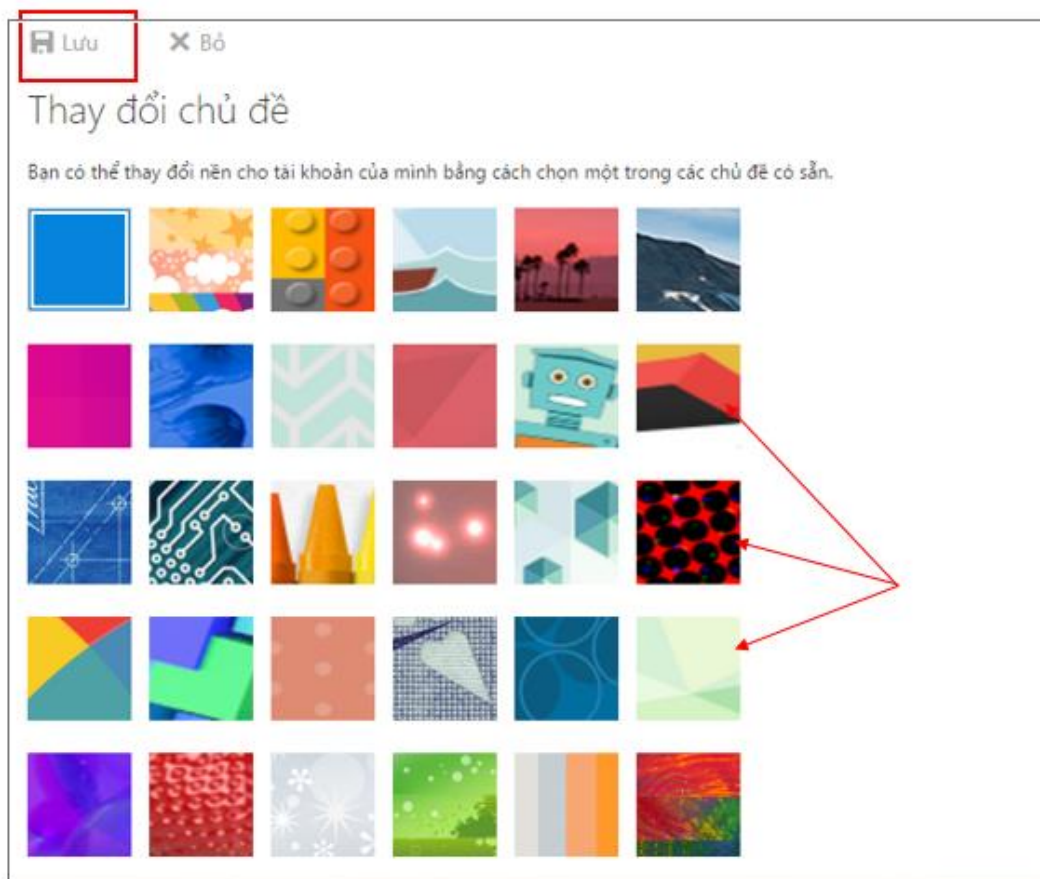 Lưu Bỏ
Thay đổi chủ đề
Bạn có thể thay đổi nền cho tài khoản của mình bằng cách chọn một trong các chủ đề có sẵn.